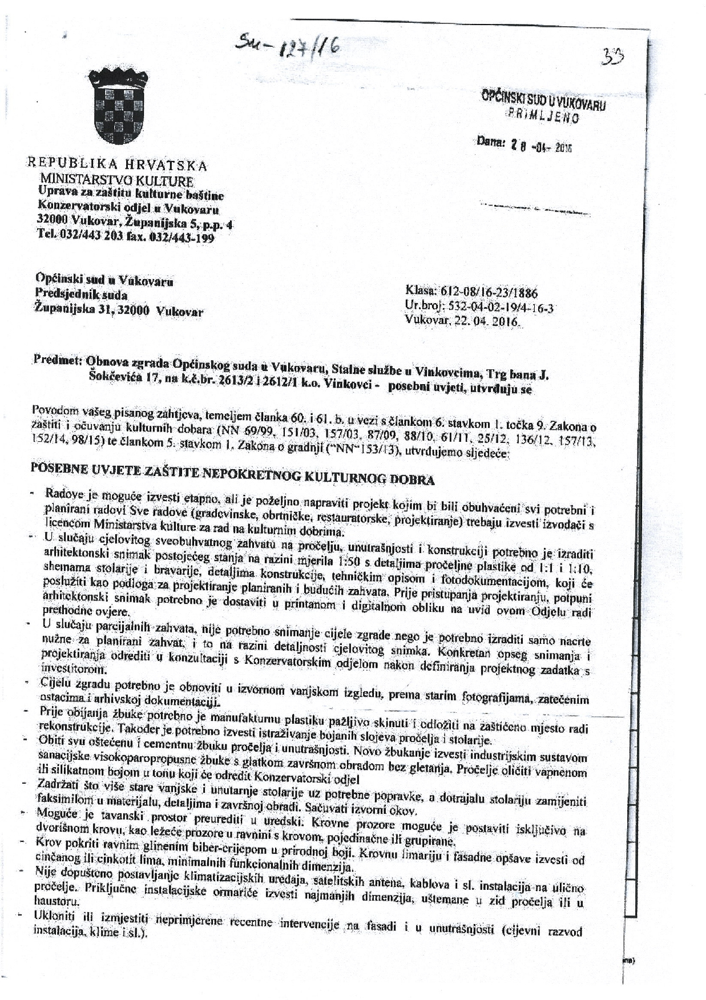 Su-127/16
33
OPĆINSKI SUD U VUKOVARU
PRIMLJENO
Dana: 28 -04- 2016
REPUBLIKA HRVATSKA
MINISTARSTVO KULTURE
Uprava za zaštitu kulturne baštine
Konzervatorski odjel u Vukovaru
32000 Vukovar, Županijska 5, p.p. 4
Tel. 032/443 203 fax. 032/443-199
Općinski sud u Vukovaru
Predsjednik suda
Županijska 31, 32000 Vukovar
Klasa: 612-08/16-23/1886
Ur.broj: 532-04-02-19/4-16-3
Vukovar, 22. 04. 2016.
Predmet: Obnova zgrada Općinskog suda u Vukovaru, Stalne službe u Vinkovcima, Trg bana J.
Šokčevića 17, na k.č.br. 2613/2 i 2612/1 k.o. Vinkovci - posebni uvjeti, utvrđuju se
Povodom vašeg pisanog zahtjeva, temeljem članka 60. i 61. b. u vezi s člankom 6. stavkom 1. točka 9. Zakona o
zaštiti i očuvanju kulturnih dobara (NN 69/99, 151/03, 157/03, 87/09, 88/10, 61/11, 25/12, 136/12, 157/13,
152/14, 98/15) te člankom 5. stavkom 1. Zakona o gradnji ("NN"153/13), utvrđujemo sljedeće:
POSEBNE UVJETE ZAŠTITE NEPOKRETNOG KULTURNOG DOBRA
- Radove je moguće izvesti etapno, ali je poželjno napraviti projekt kojim bi bili obuhvaćeni svi potrebni i
planirani radovi Sve radove (građevinske, obrtničke, restauratorske, projektiranje) trebaju izvesti izvođači s
licencom Ministarstva kulture za rad na kulturnim dobrima.
- U slučaju cjelovitog sveobuhvatnog zahvata na pročelju, unutrašnjosti i konstrukciji potrebno je izraditi
arhitektonski snimak postojećeg stanja na razini mjerila 1:50 s detaljima pročeljne plastike od 1:1 i 1:10,
shemama stolarije i bravarije, detaljima konstrukcije, tehničkim opisom i fotodokumentacijom, koji će
poslužiti kao podloga za projektiranje planiranih i budućih zahvata. Prije pristupanja projektiranju, potpuni
arhitektonski snimak potrebno je dostaviti u printanom i digitalnom obliku na uvid ovom Odjelu radi
prethodne ovjere.
- U slučaju parcijalnih zahvata, nije potrebno snimanje cijele zgrade nego je potrebno izraditi samo nacrte
nužne za planirani zahvat, i to na razini detaljnosti cjelovitog snimka. Konkretan opseg snimanja i
projektiranja odrediti u konzultaciji s Konzervatorskim odjelom nakon definiranja projektnog zadatka s
investitorom.
- Cijelu zgradu potrebno je obnoviti u izvornom vanjskom izgledu, prema starim fotografijama, zatečenim
ostacima i arhivskoj dokumentaciji.
- Prije obijanja žbuke potrebno je manufakturnu plastiku pažljivo skinuti i odložiti na zaštićeno mjesto radi
rekonstrukcije. Također je potrebno izvesti istraživanje bojanih slojeva pročelja i stolarije.
- Obiti svu oštećenu i cementnu žbuku pročelja i unutrašnjosti. Novo žbukanje izvesti industrijskim sustavom
sanacijske visokoparopropusne žbuke s glatkom završnom obradom bez gletanja. Pročelje oličiti vapnenom
ili silikatnom bojom u tonu koji će odredit Konzervatorski odjel
- Zadržati što više stare vanjske i unutarnje stolarije uz potrebne popravke, a dotrajalu stolariju zamijeniti
faksimilom u materijalu, detaljima i završnoj obradi. Sačuvati izvorni okov.
- Moguće je tavanski prostor preurediti u uredski. Krovne prozore moguće je postaviti isključivo na
dvorišnom krovu, kao ležeće prozore u ravnini s krovom, pojedinačne ili grupirane.
- Krov pokriti ravnim glinenim biber-crijepom u prirodnoj boji. Krovnu limariju i fasadne opšave izvesti od
cinčanog ili cinkotit lima, minimalnih funkcionalnih dimenzija.
- Nije dopušteno postavljanje klimatizacijskih uređaja, satelitskih antena, kablova i sl. instalacija na ulično
pročelje. Priključne instalacijske ormariće izvesti najmanjih dimenzija, uštemane u zid pročelja ili u
haustoru.
- Ukloniti ili izmjestiti neprimjerene recentne intervencije na fasadi i u unutrašnjosti (cijevni razvod
instalacija, klime i sl.).
na)